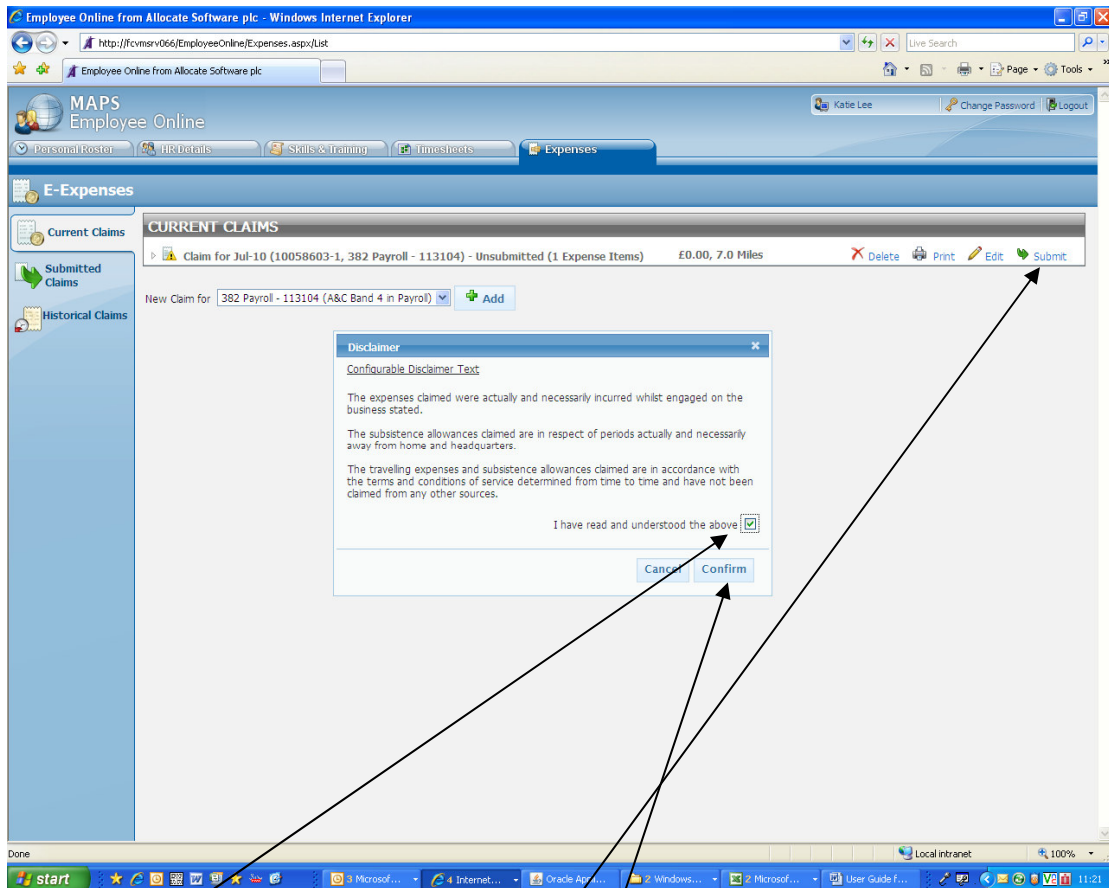 Employee Online from Allocate Software plc - Windows Internet Explorer
http://fcvmsrv066/EmployeeOnline/Expenses.aspx/List
Live Search
Employee Online from Allocate Software plc
Page
Tools
MAPS
Employee Online
Katie Lee
Change Password
Logout
Personal Roster
HR Details
Skills & Training
Timesheets
Expenses
E-Expenses
Current Claims
Submitted Claims
Historical Claims
CURRENT CLAIMS
Claim for Jul-10 (10058603-1, 382 Payroll - 113104) - Unsubmitted (1 Expense Items) £0.00, 7.0 Miles
Delete Print Edit Submit
New Claim for 382 Payroll - 113104 (A&C Band 4 in Payroll) Add
Disclaimer
Configurable Disclaimer Text
The expenses claimed were actually and necessarily incurred whilst engaged on the
business stated.
The subsistence allowances claimed are in respect of periods actually and necessarily
away from home and headquarters.
The travelling expenses and subsistence allowances claimed are in accordance with
the terms and conditions of service determined from time to time and have not been
claimed from any other sources.
I have read and understood the above
Cancel Confirm
Done
Local intranet
100%
start
3 Microsof...
4 Internet...
2 Windows...
2 Microsof...
User Guide f...
11:21